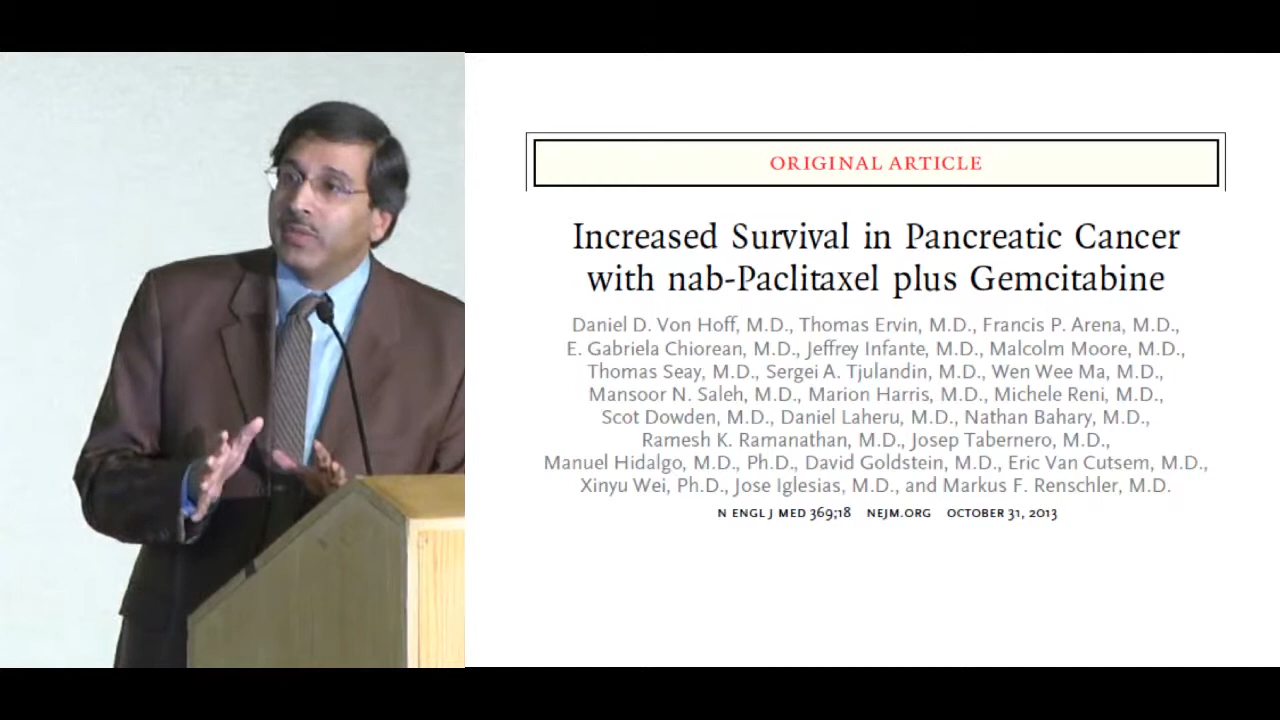 ORIGINAL ARTICLE
Increased Survival in Pancreatic Cancer
with nab-Paclitaxel plus Gemcitabine
Daniel D. Von Hoff, M.D., Thomas Ervin, M.D., Francis P. Arena, M.D.,
E. Gabriela Chiorean, M.D., Jeffrey Infante, M.D., Malcolm Moore, M.D.,
Thomas Seay, M.D., Sergei A. Tjulandin, M.D., Wen Wee Ma, M.D.,
Mansoor N. Saleh, M.D., Marion Harris, M.D., Michele Reni, M.D.,
Scot Dowden, M.D., Daniel Laheru, M.D., Nathan Bahary, M.D.,
Ramesh K. Ramanathan, M.D., Josep Tabernero, M.D.,
Manuel Hidalgo, M.D., Ph.D., David Goldstein, M.D., Eric Van Cutsem, M.D.,
Xinyu Wei, Ph.D., Jose Iglesias, M.D., and Markus F. Renschler, M.D.
N ENGL J MED 369;18 NEJM.ORG OCTOBER 31, 2013